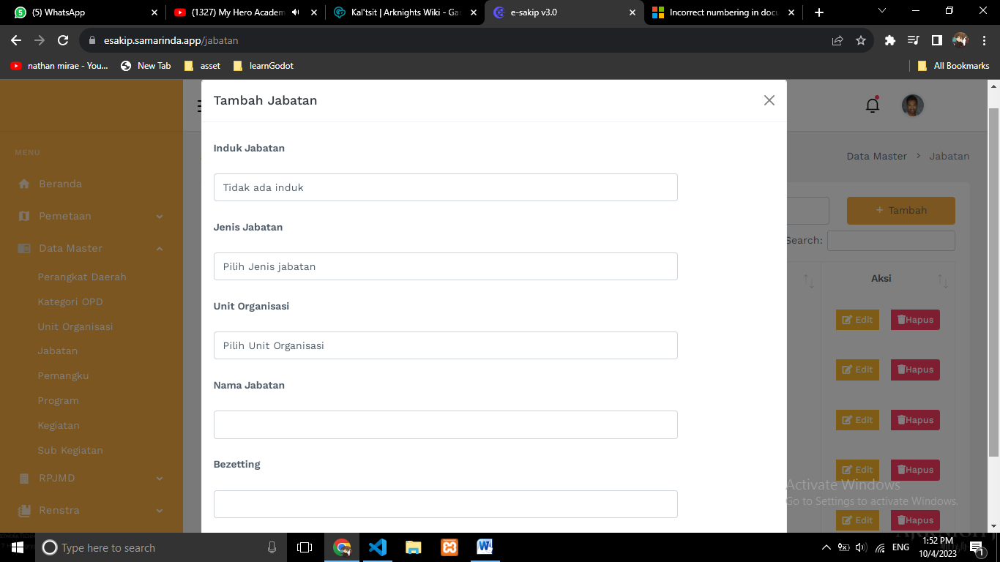 (5) WhatsApp
(1327) My Hero Academ
Kal'tsit | Arknights Wiki - Ga
e-sakip v3.0
Incorrect numbering in docu
esakip.samarinda.app/jabatan
nathan mirae - You...
New Tab
asset
learnGodot
All Bookmarks
Tambah Jabatan
MENU
Beranda
Pemetaan
Data Master
Perangkat Daerah
Kategori OPD
Unit Organisasi
Jabatan
Pemangku
Program
Kegiatan
Sub Kegiatan
RPJMD
Renstra
Induk Jabatan
Tidak ada induk
Jenis Jabatan
Pilih Jenis jabatan
Unit Organisasi
Pilih Unit Organisasi
Nama Jabatan
Bezetting
Data Master > Jabatan
+ Tambah
Search:
Aksi
Edit Hapus
Edit Hapus
Edit Hapus
Edit Hapus
Edit Hapus
Activate Windows
Go to Settings to activate Windows.
Type here to search
ENG
1:52 PM
10/4/2023
1